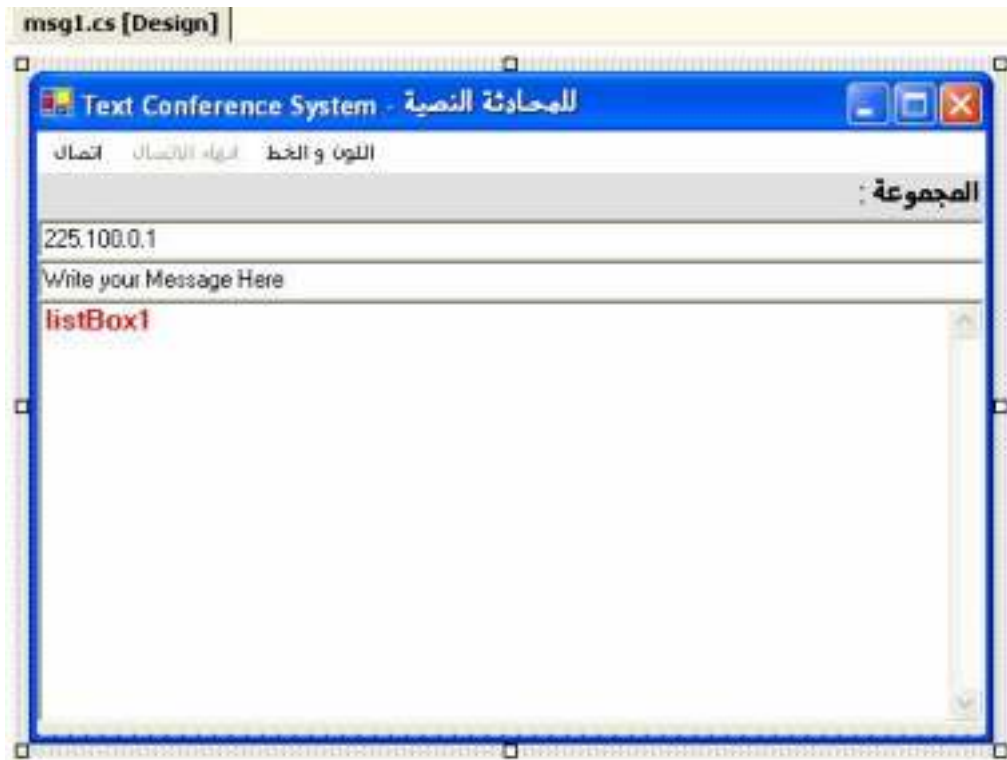 msg1.cs [Design]
Text Conference System - للمحادثة النصية
اتصال انهاء الاتصال اللون و الخط
المجموعة :
225.100.0.1
Write your Message Here
listBox1